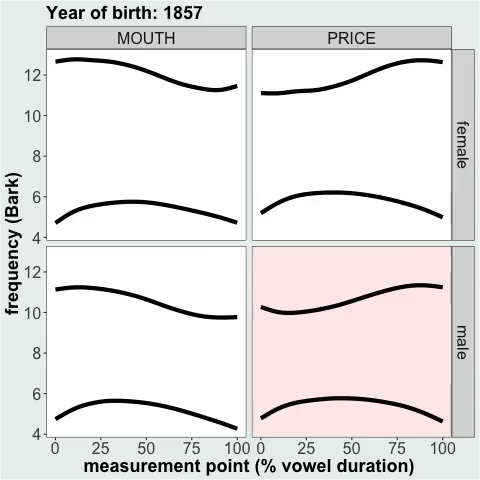 Year of birth: 1857
MOUTH
PRICE
12
10
8
6
4
female
12
10
8
6
4
male
frequency (Bark)
0 25 50 75 100 0 25 50 75 100
measurement point (% vowel duration)